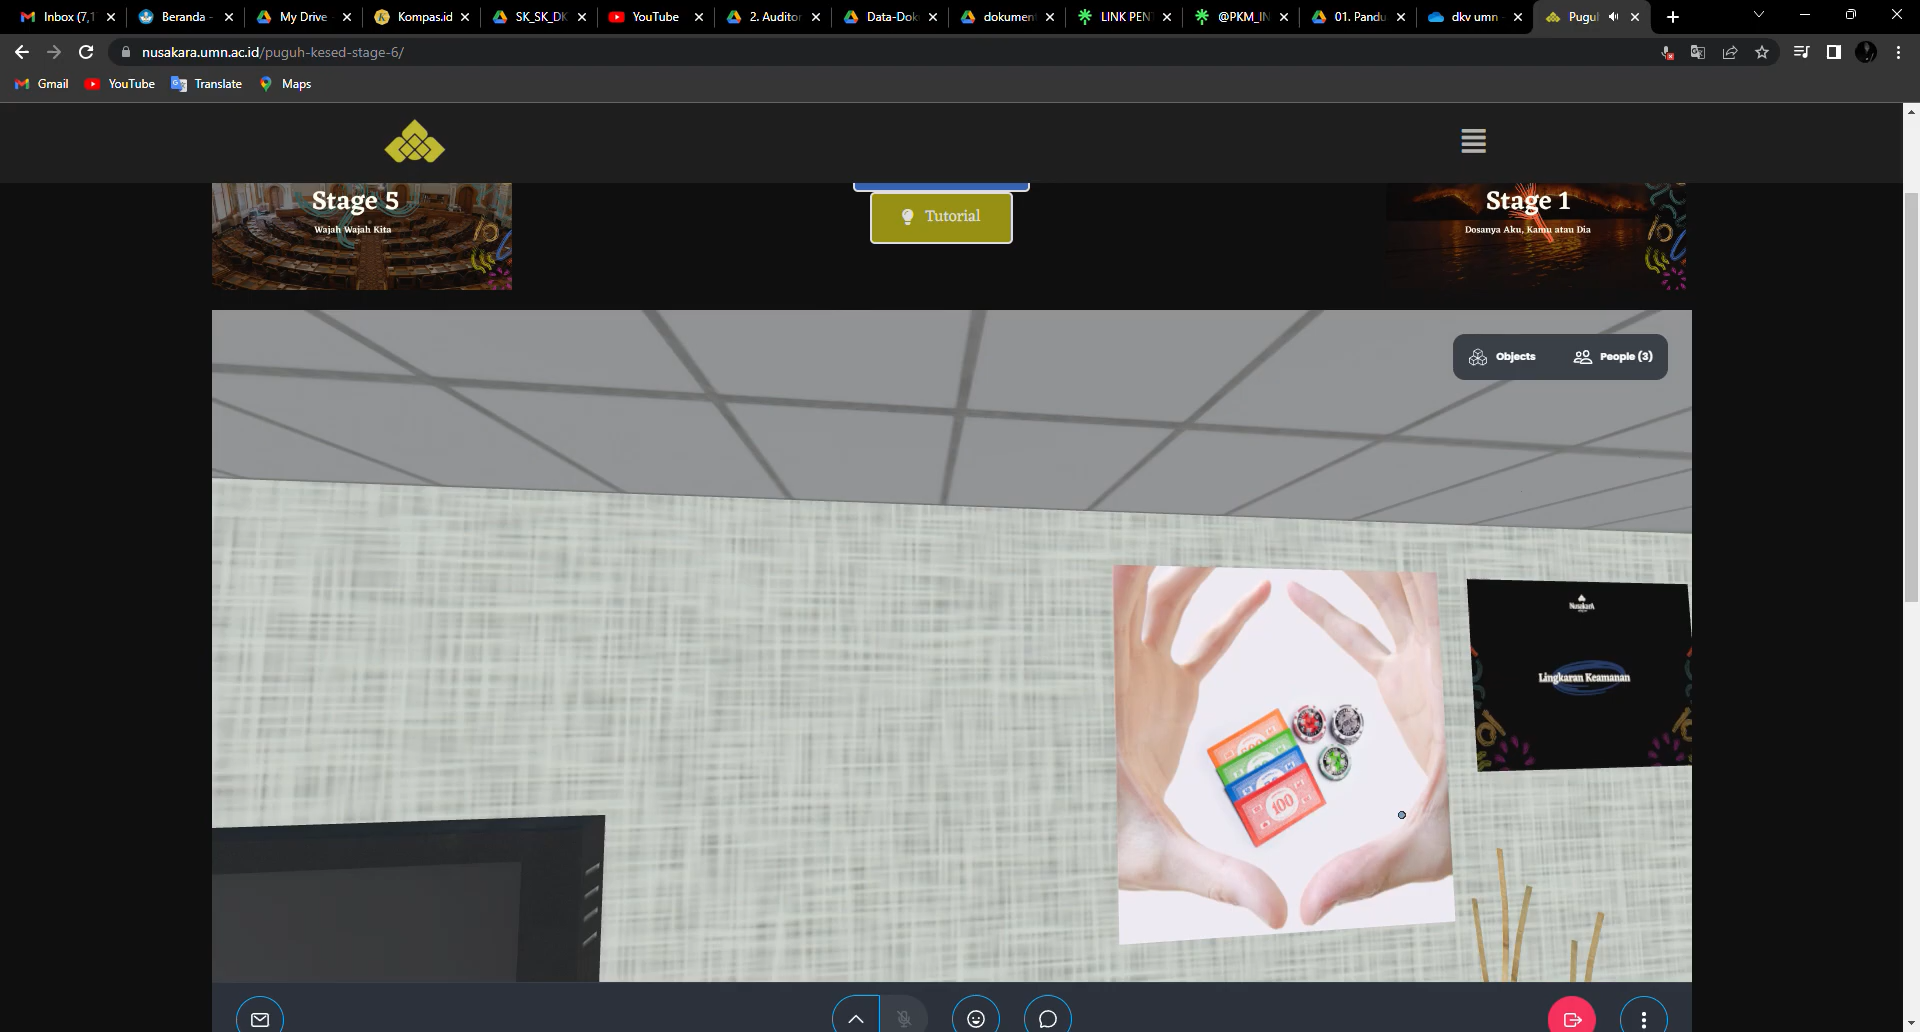 Inbox (7,1
Beranda -
My Drive
Kompas.id
SK_SK_DK
YouTube
2. Auditor
Data-Dok
dokumen
LINK PEN
@PKM_IN
01. Pandu
dkv umn
Pugul
nusakara.umn.ac.id/puguh-kesed-stage-6/
Gmail
YouTube
Translate
Maps
Stage 5
Wajah Wajah Kita
Tutorial
Stage 1
Dosanya Aku, Kamu atau Dia
Objects
People (3)
NusakarA
Lingkaran Keamanan
100